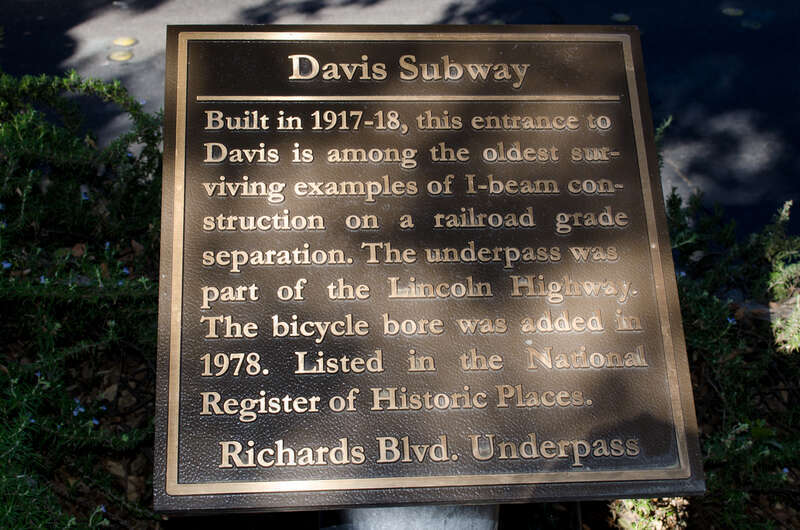 Davis Subway
Built in 1917-18, this entrance to
Davis is among the oldest sur-
viving examples of I-beam con-
struction on a railroad grade
separation. The underpass was
part of the Lincoln Highway.
The bicycle bore was added in
1978. Listed in the National
Register of Historic Places.
Richards Blvd. Underpass